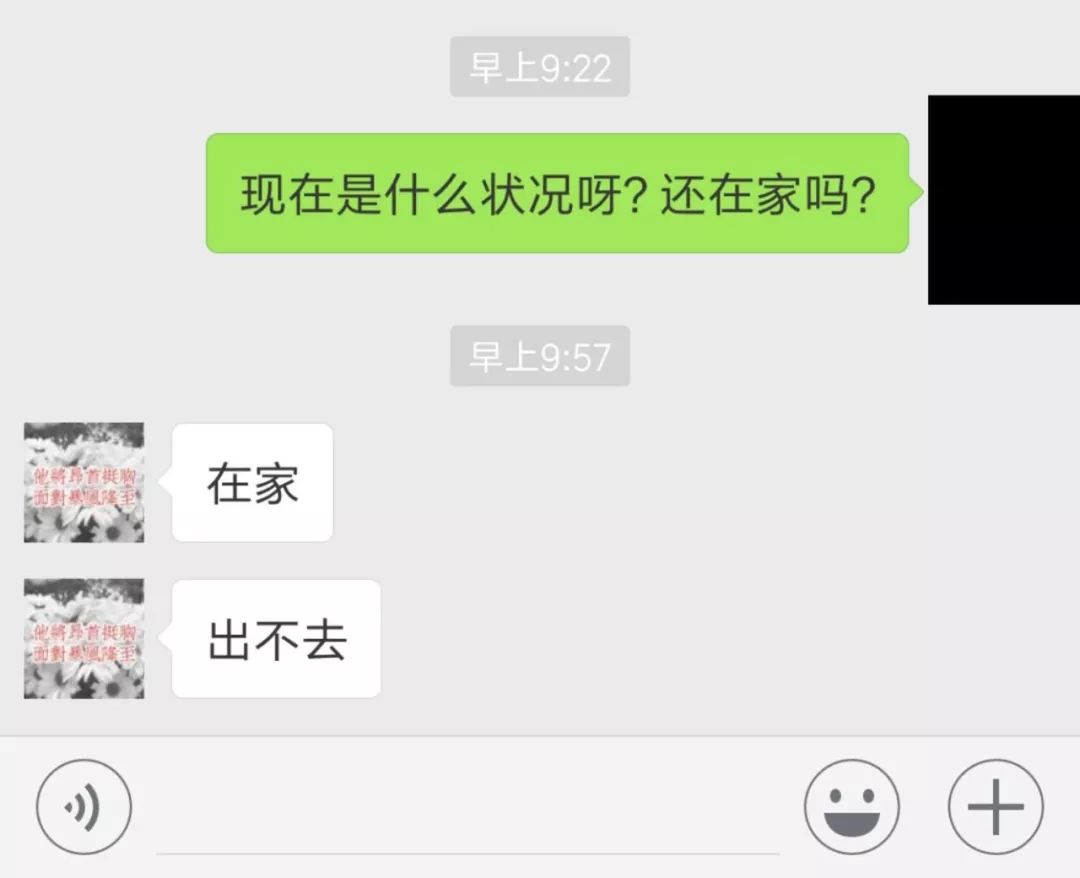 早上9:22
现在是什么状况呀?还在家吗?
早上9:57
他將昂首挺胸
面對暴風降至
在家
他將昂首挺胸
面對暴風降至
出不去